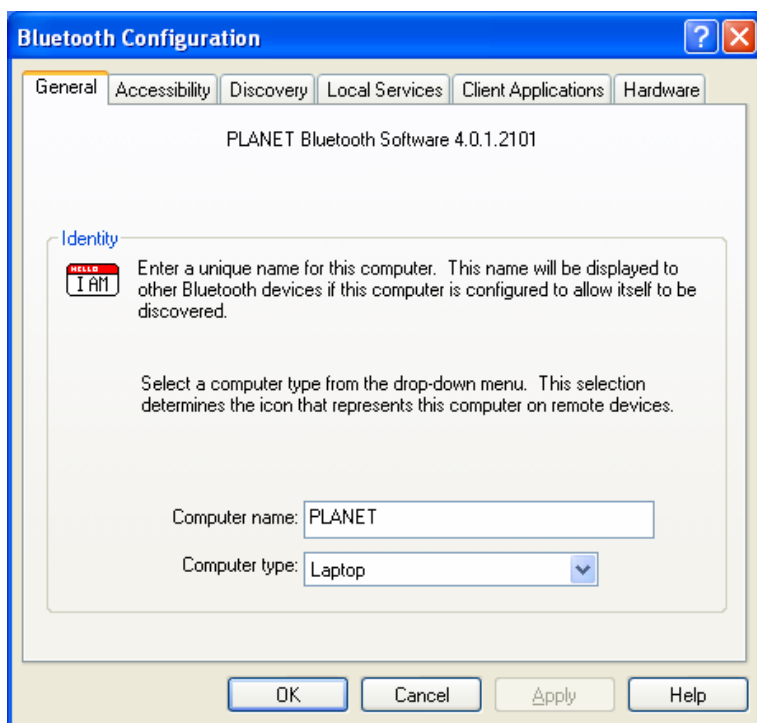 Bluetooth Configuration
General Accessibility Discovery Local Services Client Applications Hardware
PLANET Bluetooth Software 4.0.1.2101
Identity
HELLO
I AM
Enter a unique name for this computer. This name will be displayed to
other Bluetooth devices if this computer is configured to allow itself to be
discovered.
Select a computer type from the drop-down menu. This selection
determines the icon that represents this computer on remote devices.
Computer name: PLANET
Computer type: Laptop
OK Cancel Apply Help